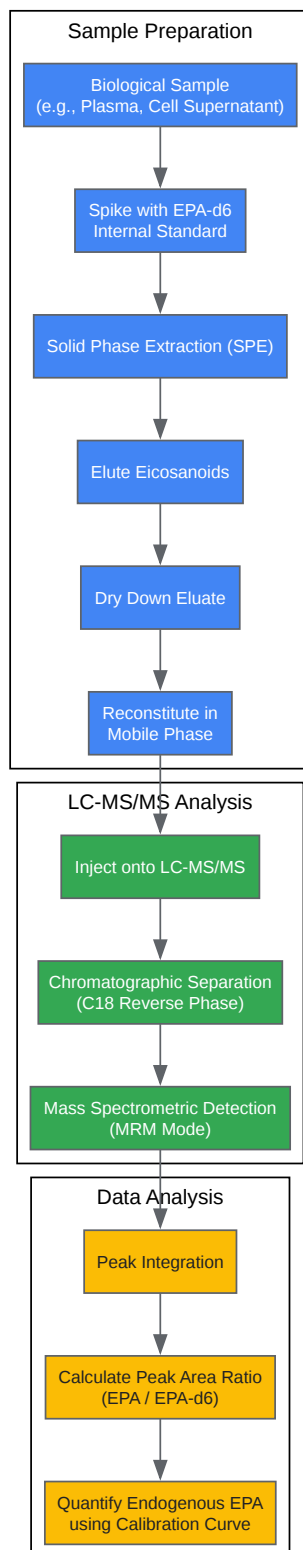 Sample Preparation
Biological Sample
(e.g., Plasma, Cell Supernatant)
Spike with EPA-d6
Internal Standard
Solid Phase Extraction (SPE)
Elute Eicosanoids
Dry Down Eluate
Reconstitute in
Mobile Phase
LC-MS/MS Analysis
Inject onto LC-MS/MS
Chromatographic Separation
(C18 Reverse Phase)
Mass Spectrometric Detection
(MRM Mode)
Data Analysis
Peak Integration
Calculate Peak Area Ratio
(EPA / EPA-d6)
Quantify Endogenous EPA
using Calibration Curve